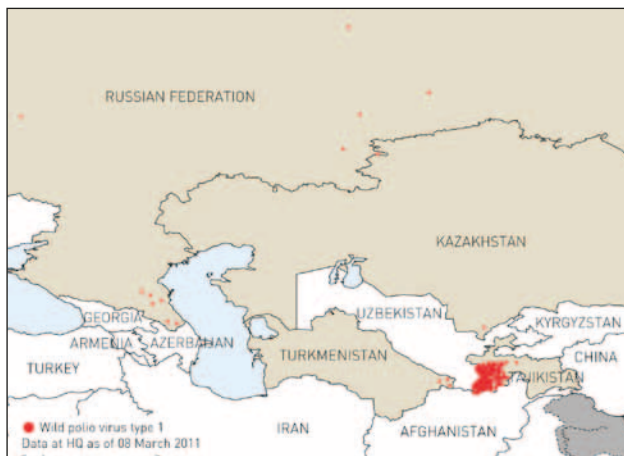 RUSSIAN FEDERATION
KAZAKHSTAN
GEORGIA
UZBEKISTAN
KYRGYZSTAN
ARMENIA
AZERBAIJAN
TURKMENISTAN
TAJIKISTAN
CHINA
TURKEY
IRAN
AFGHANISTAN
Wild polio virus type 1
Data at HQ as of 08 March 2011